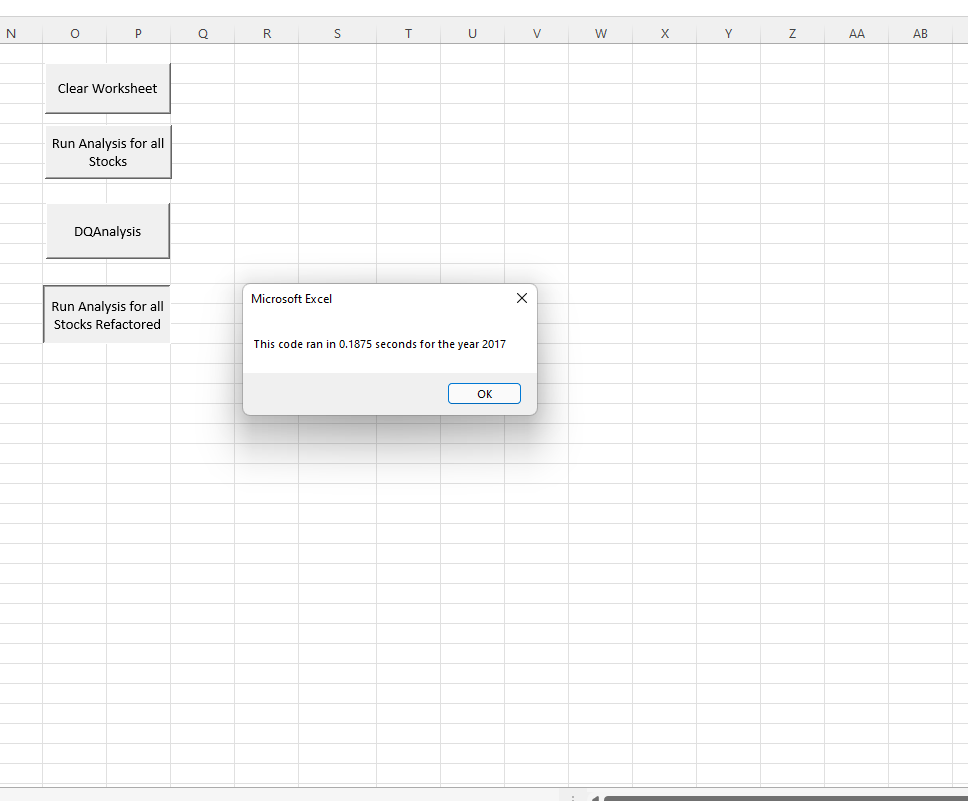 N O P Q R S T U V W X Y Z AA AB
Clear Worksheet
Run Analysis for all
Stocks
DQAnalysis
Run Analysis for all
Stocks Refactored
Microsoft Excel
This code ran in 0.1875 seconds for the year 2017
OK